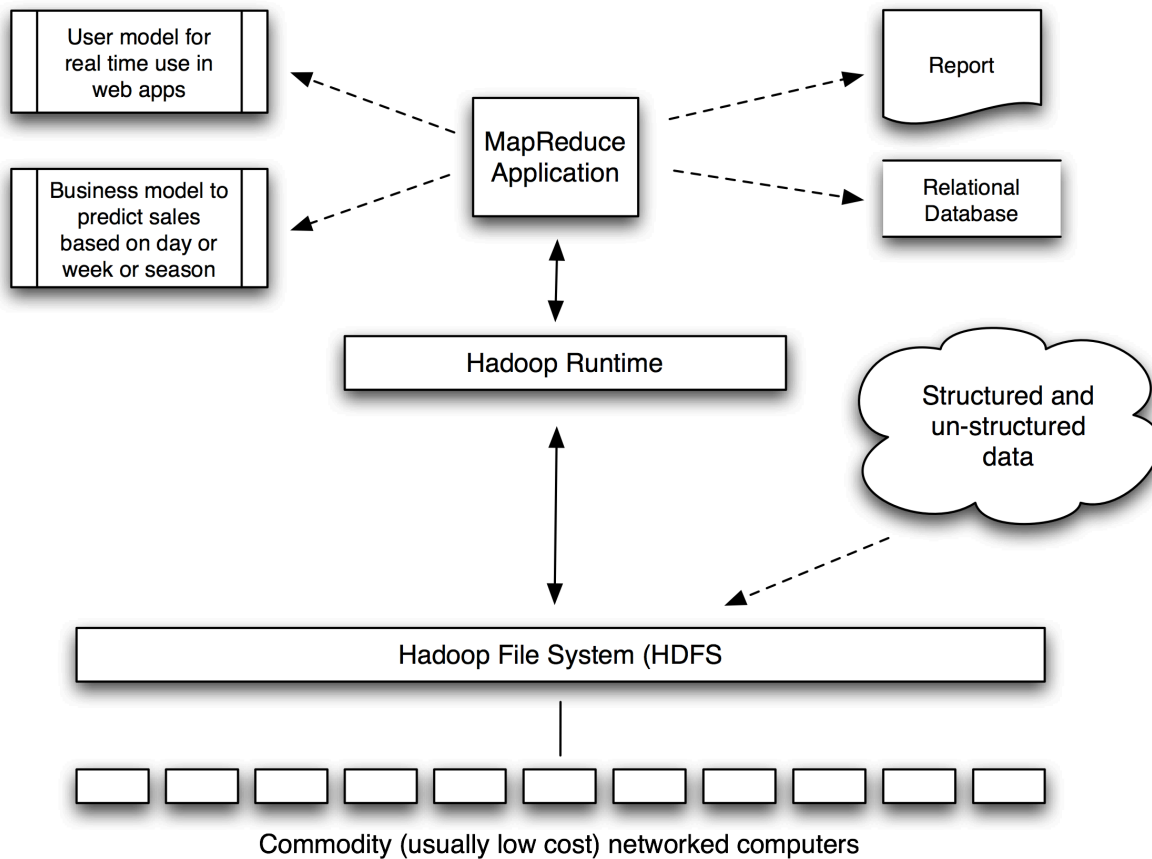 User model for
real time use in
web apps
Business model to
predict sales
based on day or
week or season
MapReduce
Application
Report
Relational
Database
Hadoop Runtime
Structured and
un-structured
data
Hadoop File System (HDFS
Commodity (usually low cost) networked computers